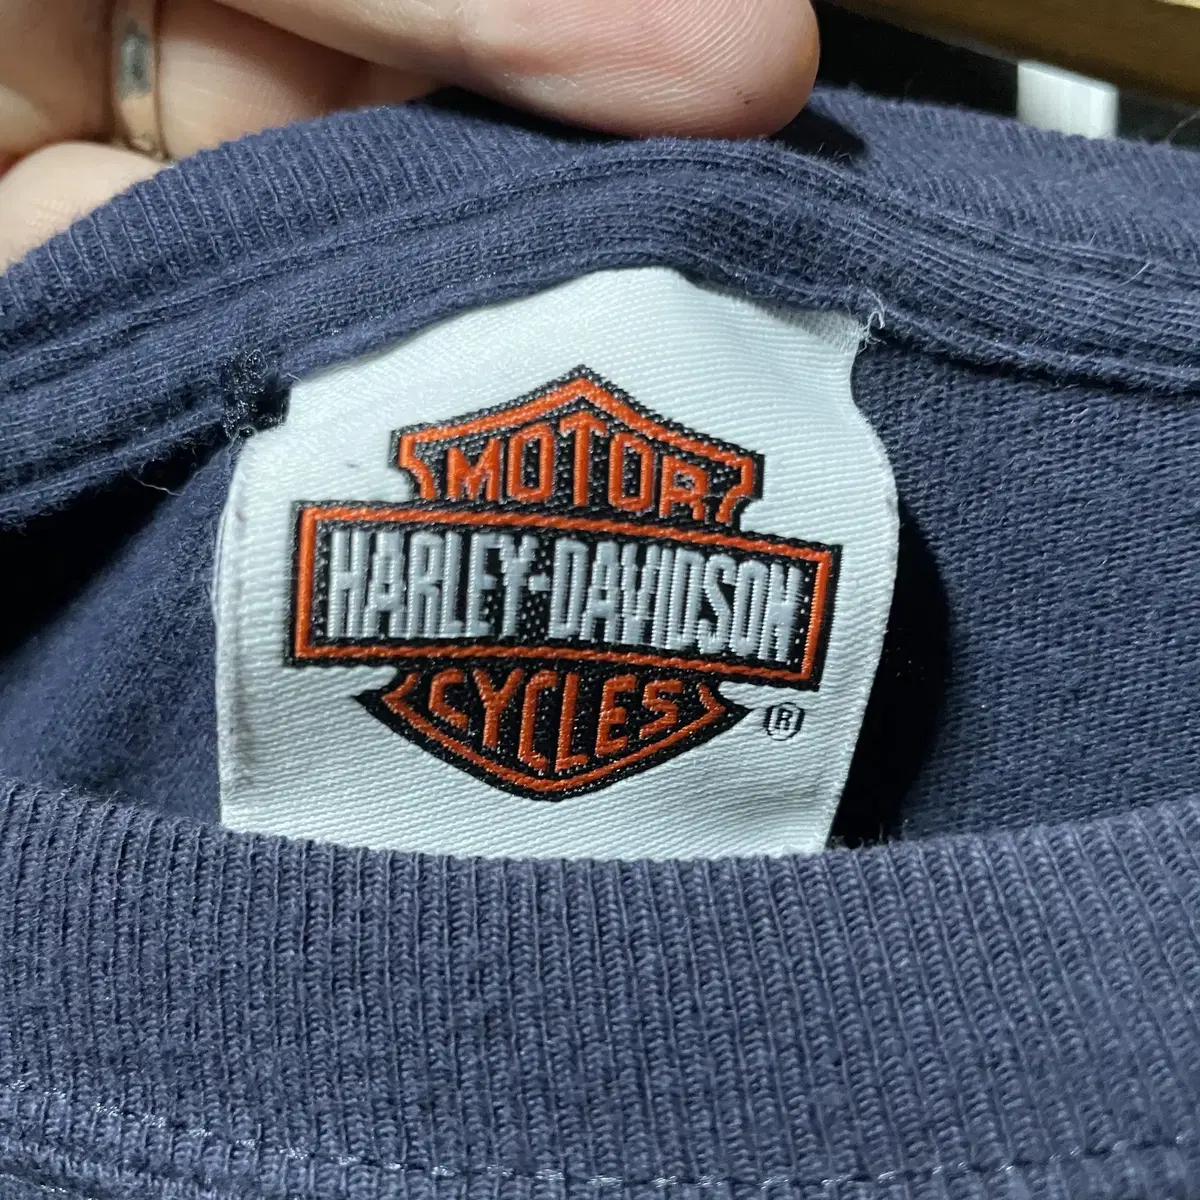 MOTOR
HARLEY-DAVIDSON
CYCLES
®